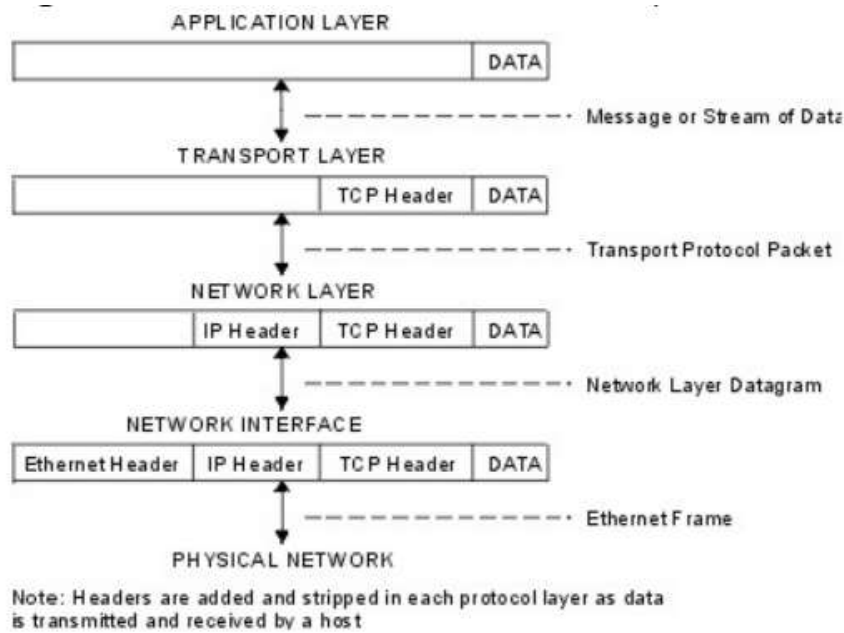 APPLICATION LAYER
DATA
Message or Stream of Data
TRANSPORT LAYER
TCP Header DATA
Transport Protocol Packet
NETWORK LAYER
IP Header TCP Header DATA
Network Layer Datagram
NETWORK INTERFACE
Ethernet Header IP Header TCP Header DATA
Ethernet Frame
PHYSICAL NETWORK
Note: Headers are added and stripped in each protocol layer as data
is transmitted and received by a host